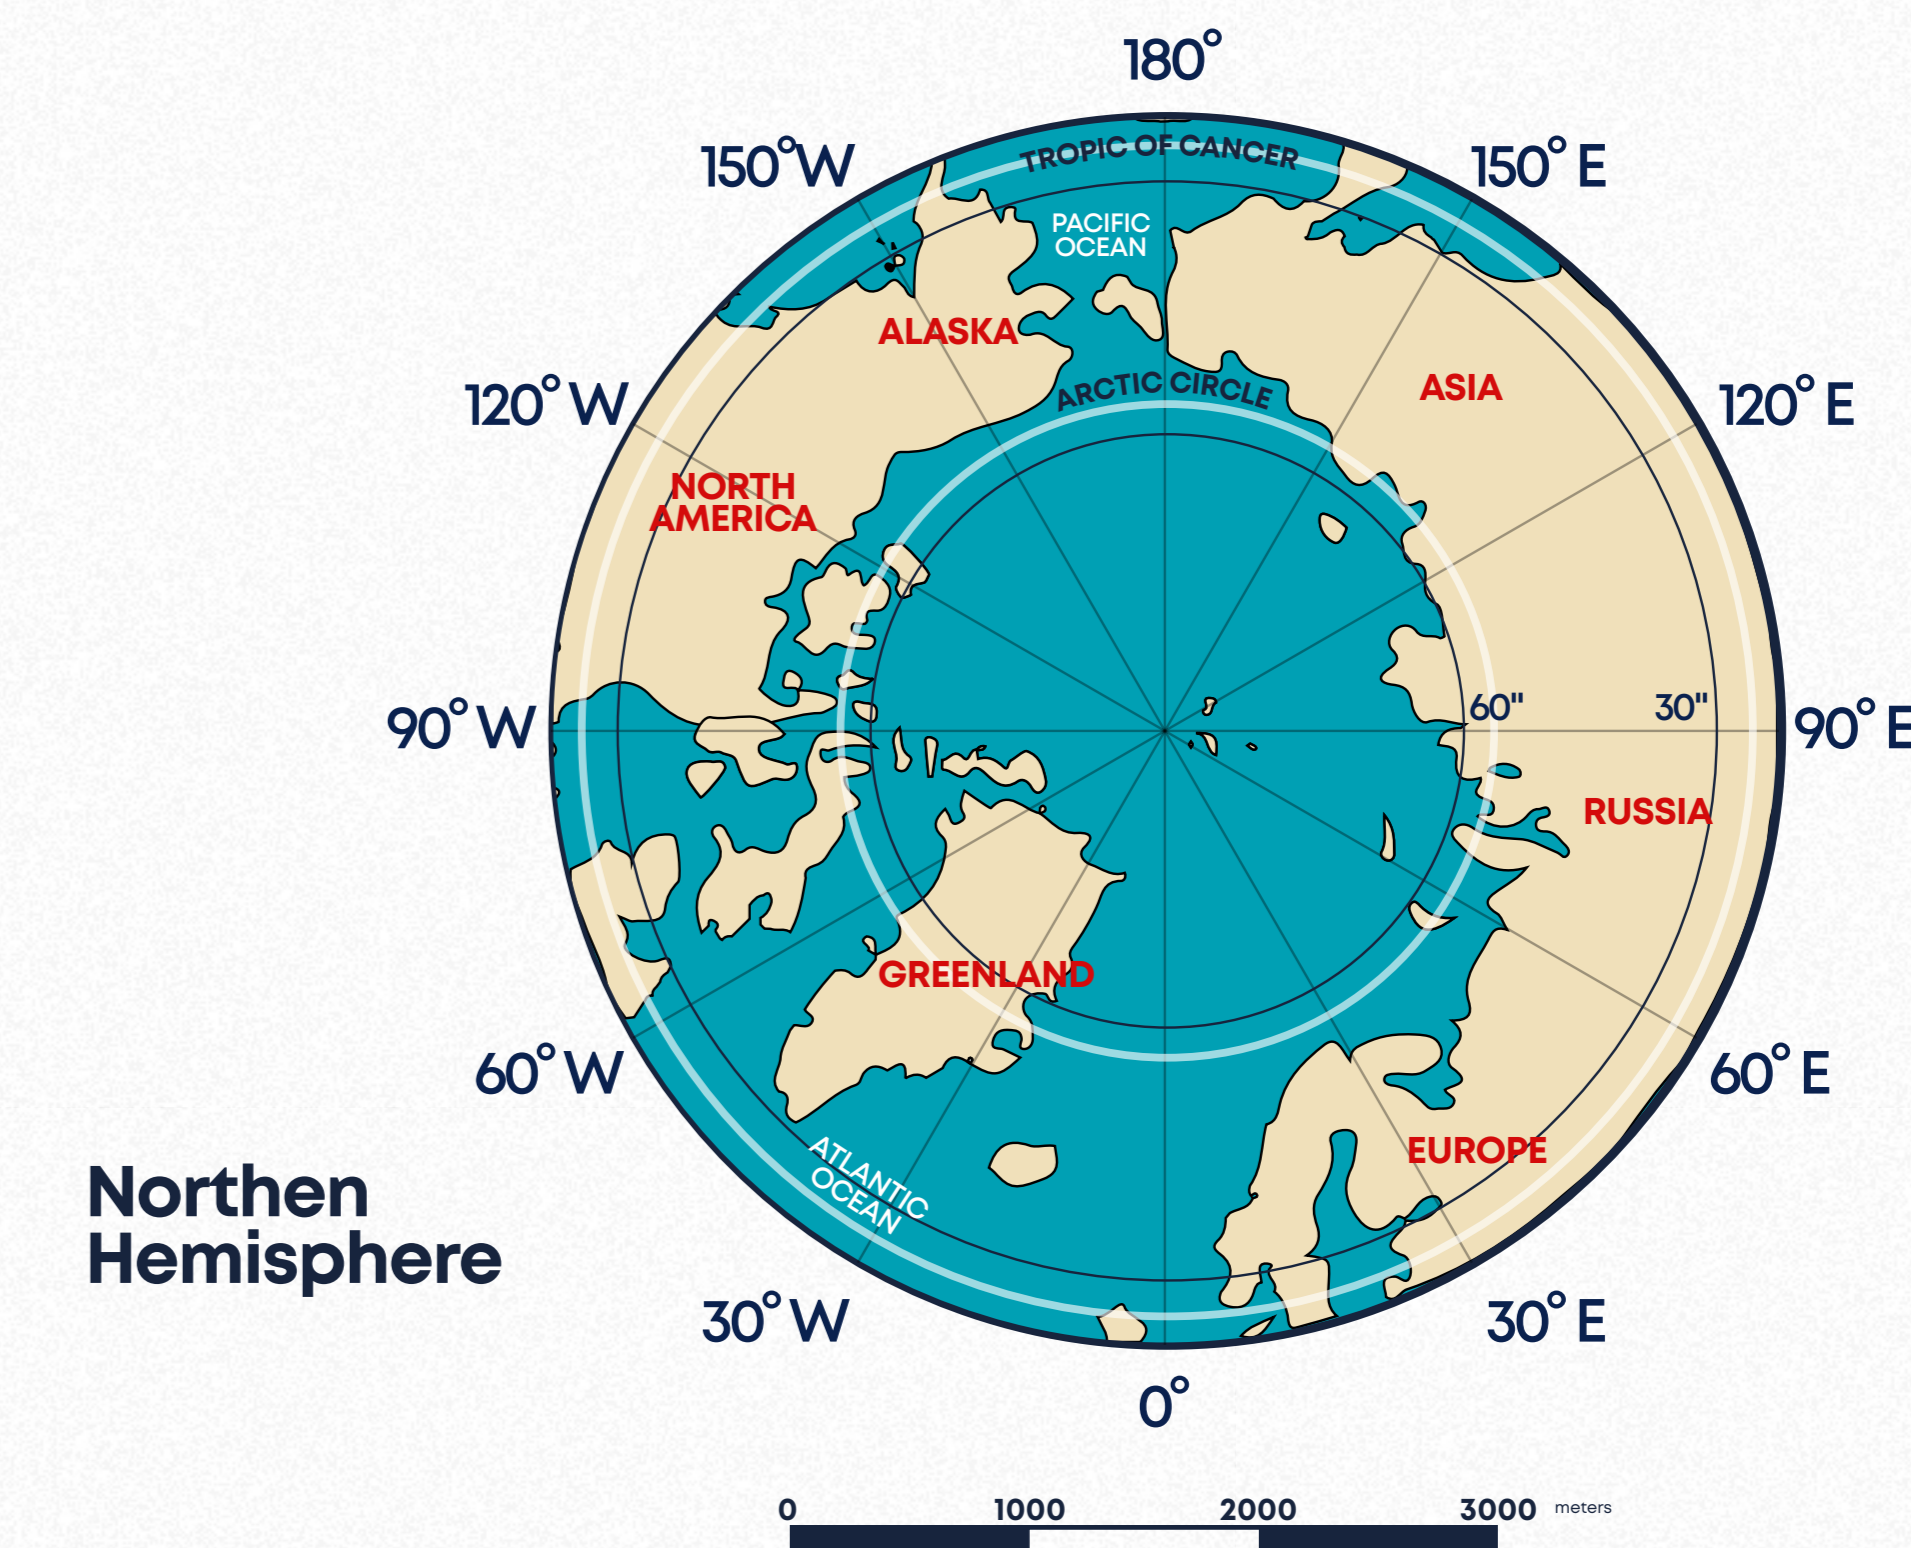 180°
150°W
150° E
TROPIC OF CANCER
PACIFIC
OCEAN
ALASKA
ARCTIC CIRCLE
ASIA
120° W
120° E
NORTH
AMERICA
60" 30"
90° W
90° E
RUSSIA
GREENLAND
60° W
60° E
ATLANTIC
OCEAN
EUROPE
Northen
Hemisphere
30° W
30° E
0°
0 1000 2000 3000 meters